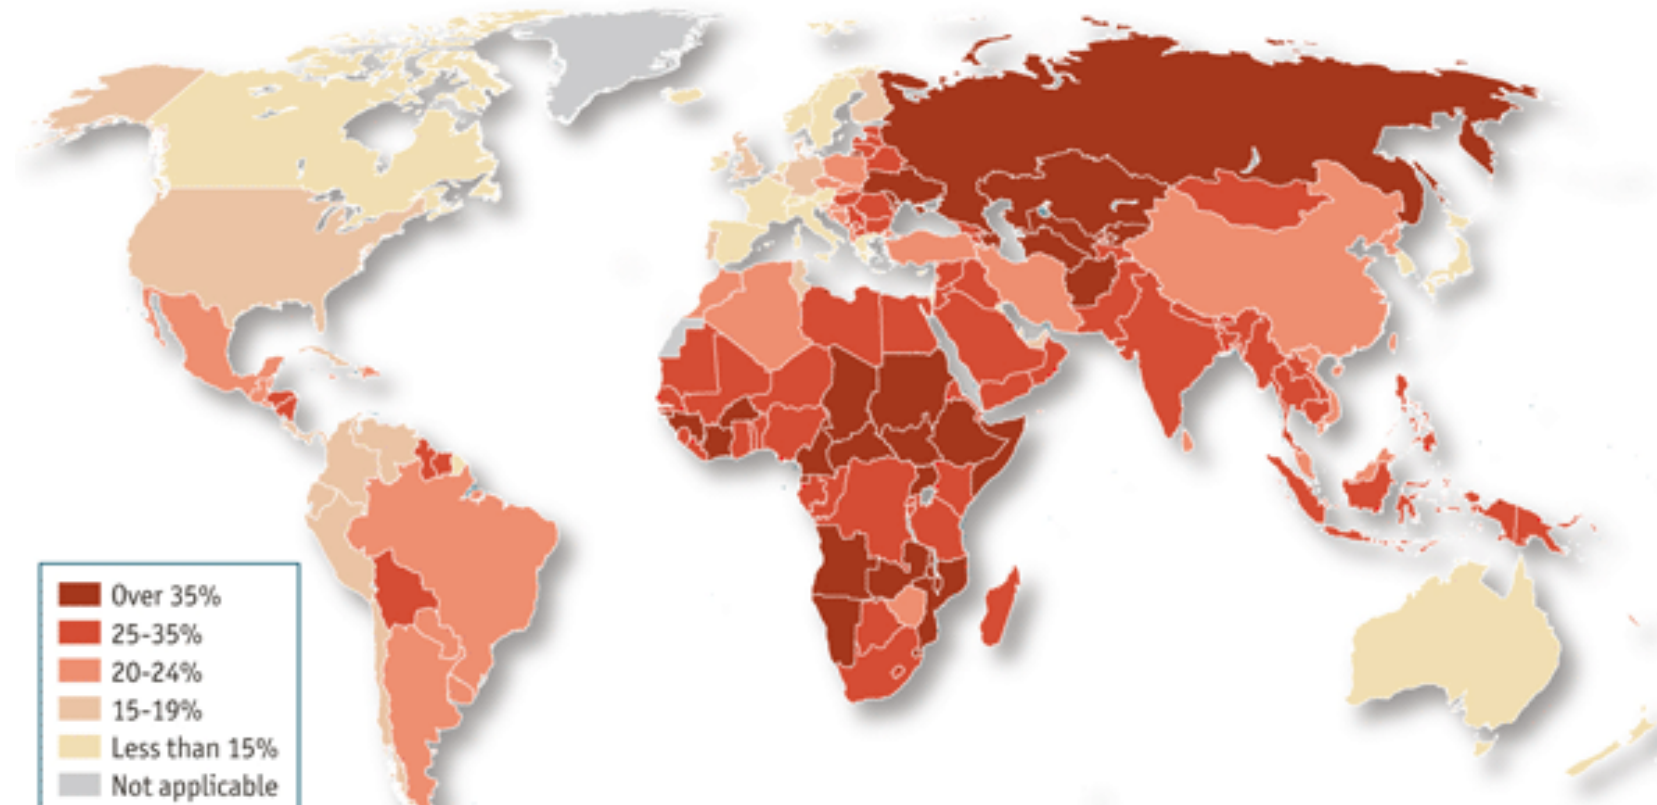 Over 35%
25-35%
20-24%
15-19%
Less than 15%
Not applicable